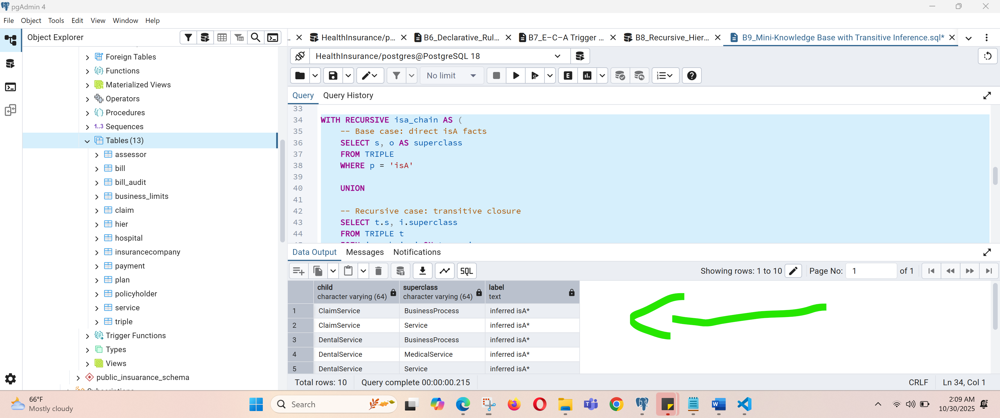 pgAdmin 4
File Object Tools Edit View Window Help
Object Explorer
Foreign Tables
Functions
Materialized Views
Operators
Procedures
1..3 Sequences
Tables (13)
assessor
bill
bill_audit
business_limits
claim
hier
hospital
insurancecompany
payment
plan
policyholder
service
triple
Trigger Functions
Types
Views
public_insuarance_schema
.. HealthInsurance/p... B6_Declarative_Rul... B7_E-C-A Trigger ... B8_Recursive_Hier... B9_Mini-Knowledge Base with Transitive Inference.sql*
HealthInsurance/postgres@PostgreSQL 18
No limit E
Query Query History
33
34 WITH RECURSIVE isa_chain AS (
35 -- Base case: direct isA facts
36 SELECT s, o AS superclass
37 FROM TRIPLE
38 WHERE p = 'isA'
39
40 UNION
41
42 -- Recursive case: transitive closure
43 SELECT t.s, i.superclass
44 FROM TRIPLE t
Data Output Messages Notifications
SQL Showing rows: 1 to 10 Page No: 1 of 1
child superclass label
character varying (64) character varying (64) text
1 ClaimService BusinessProcess inferred isA*
2 ClaimService Service inferred isA*
3 DentalService BusinessProcess inferred isA*
4 DentalService MedicalService inferred isA*
5 DentalService Service inferred isA*
Total rows: 10 Query complete 00:00:00.215 CRLF Ln 34, Col 1
66°F
Mostly cloudy
Search
2:09 AM
10/30/2025